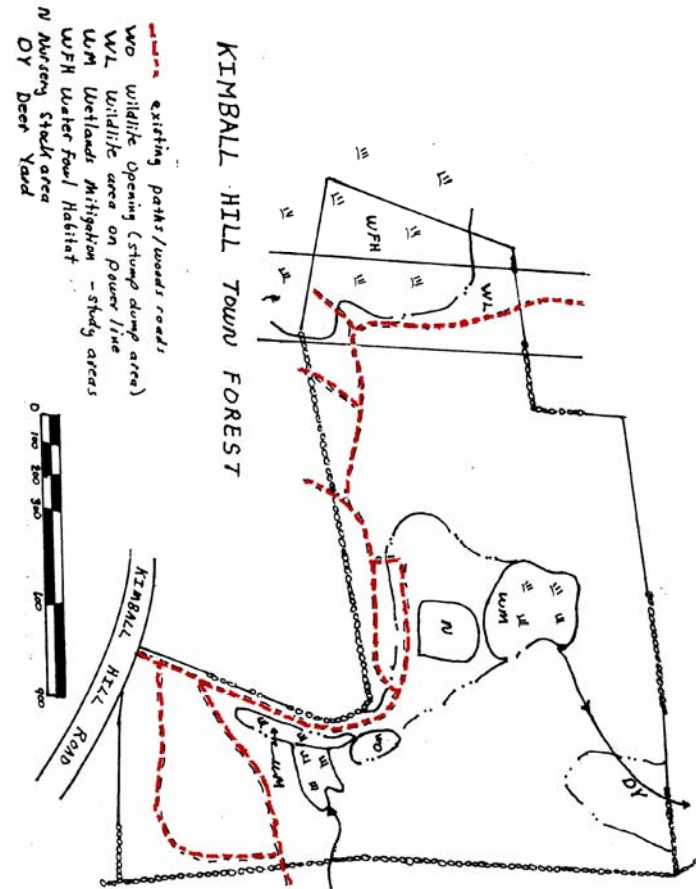 KIMBALL HILL TOWN FOREST
existing paths/woods roads
WO Wildlife Opening (stump dump area)
WL Wildlife area on power line
WM Wetlands Mitigation - study areas
WFH Water Fowl Habitat
N Nursery Stock area
DY Deer Yard
0 100 200 300 600 900
KIMBALL HILL ROAD
WFH
WL
WM
N
WO
WM
DY